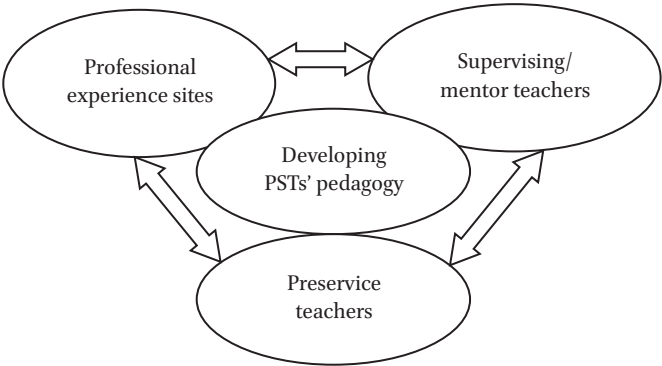 Professional
experience sites
Supervising/
mentor teachers
Developing
PSTs’ pedagogy
Preservice
teachers